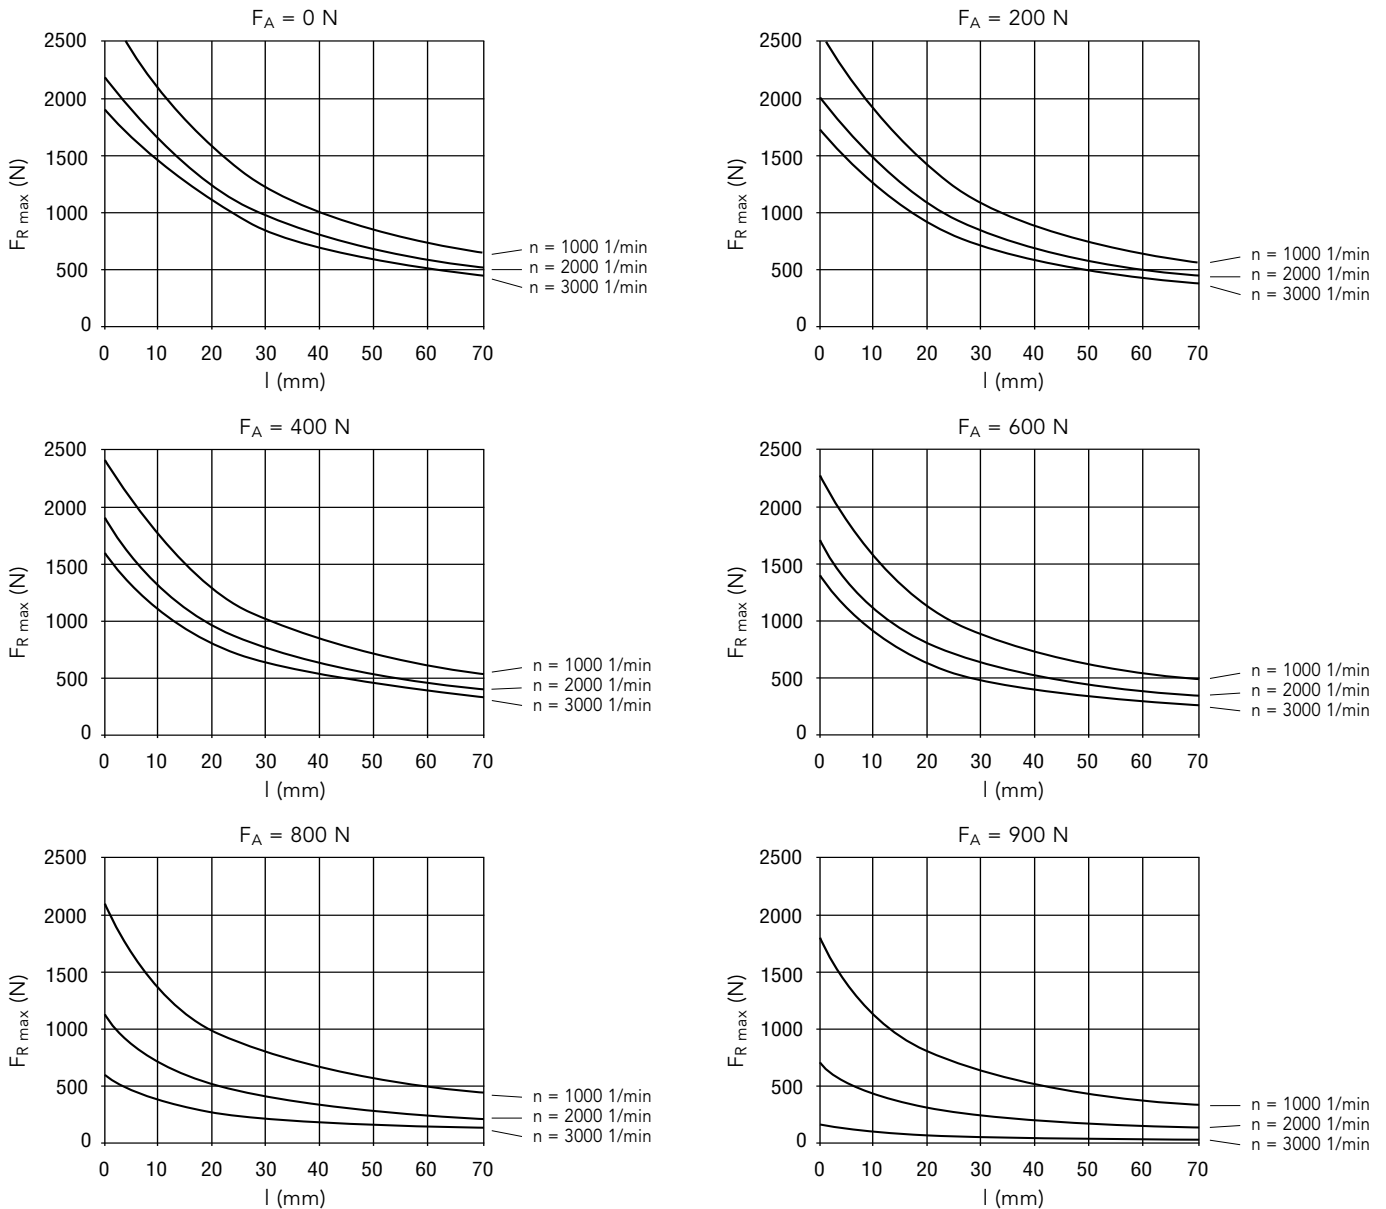 F_A = 0 N
2500
2000
1500
1000
500
0
F_R max (N)
0 10 20 30 40 50 60 70
l (mm)
n = 1000 1/min
n = 2000 1/min
n = 3000 1/min
F_A = 200 N
2500
2000
1500
1000
500
0
F_R max (N)
0 10 20 30 40 50 60 70
l (mm)
n = 1000 1/min
n = 2000 1/min
n = 3000 1/min
F_A = 400 N
2500
2000
1500
1000
500
0
F_R max (N)
0 10 20 30 40 50 60 70
l (mm)
n = 1000 1/min
n = 2000 1/min
n = 3000 1/min
F_A = 600 N
2500
2000
1500
1000
500
0
F_R max (N)
0 10 20 30 40 50 60 70
l (mm)
n = 1000 1/min
n = 2000 1/min
n = 3000 1/min
F_A = 800 N
2500
2000
1500
1000
500
0
F_R max (N)
0 10 20 30 40 50 60 70
l (mm)
n = 1000 1/min
n = 2000 1/min
n = 3000 1/min
F_A = 900 N
2500
2000
1500
1000
500
0
F_R max (N)
0 10 20 30 40 50 60 70
l (mm)
n = 1000 1/min
n = 2000 1/min
n = 3000 1/min